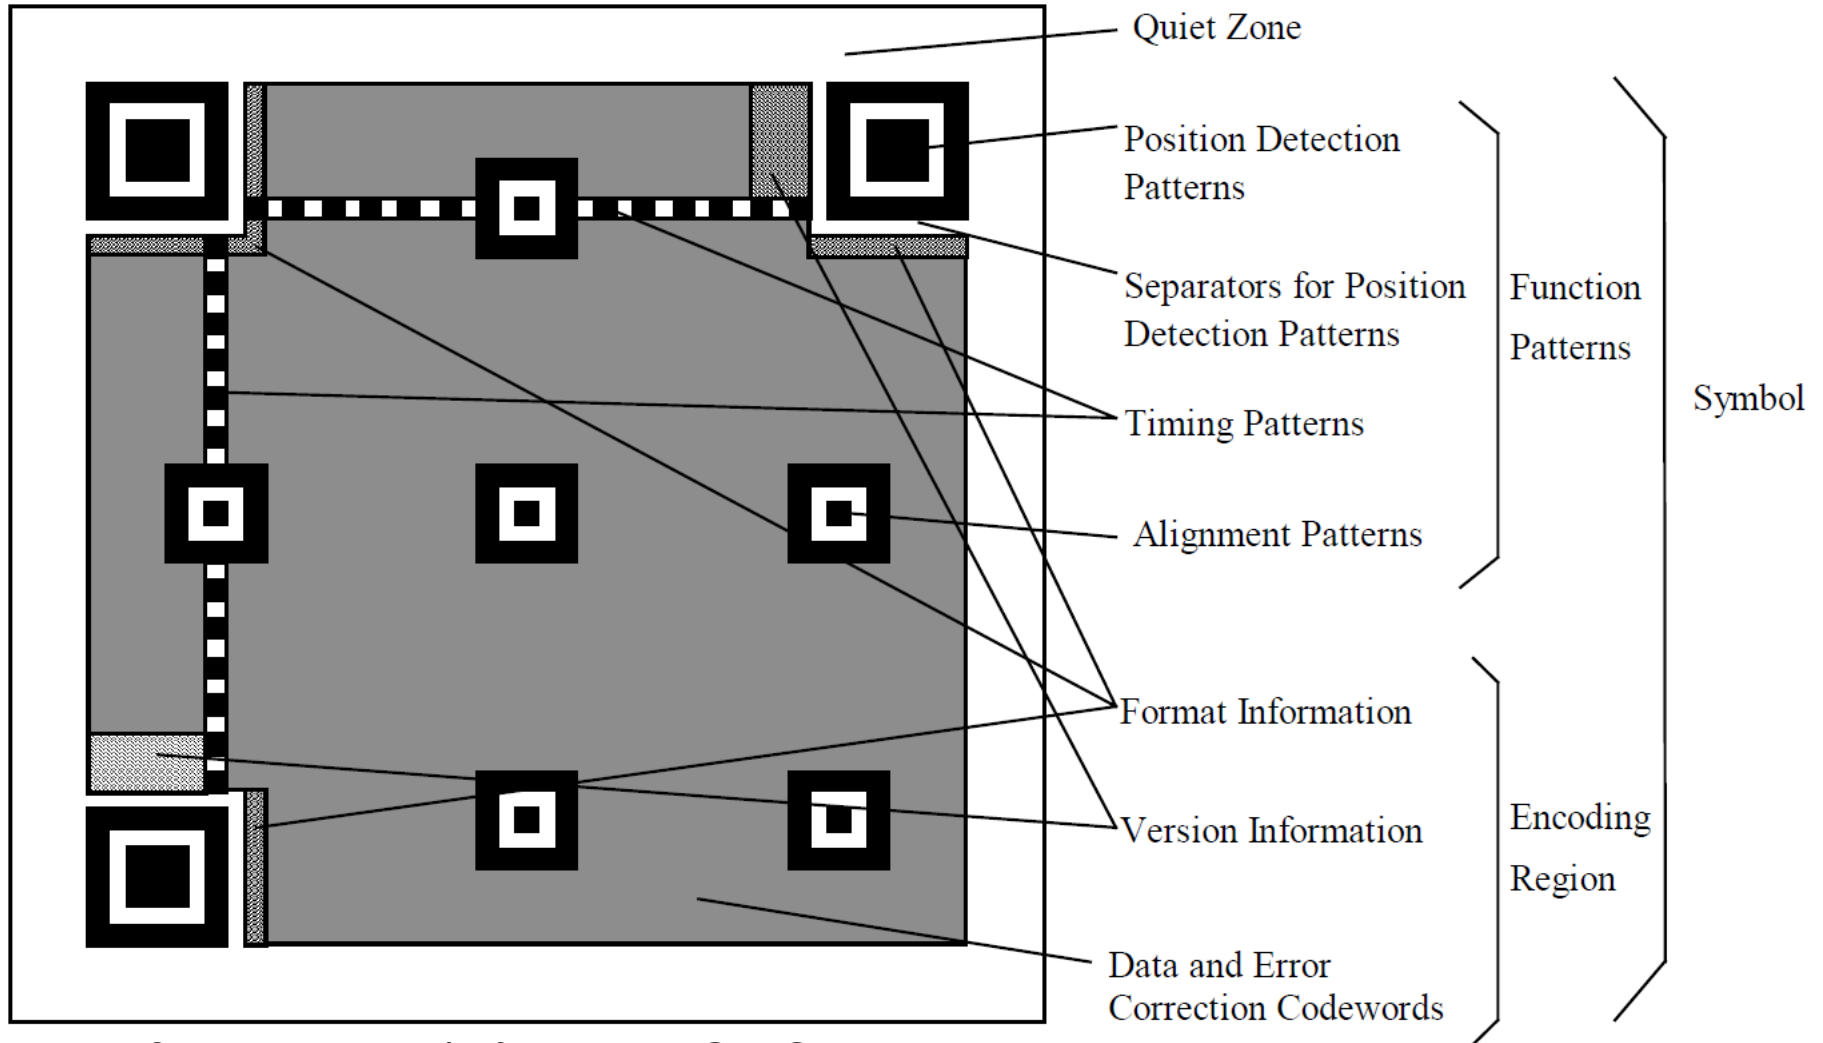 Quiet Zone
Position Detection
Patterns
Separators for Position
Detection Patterns
Function
Patterns
Timing Patterns
Symbol
Alignment Patterns
Format Information
Version Information
Encoding
Region
Data and Error
Correction Codewords